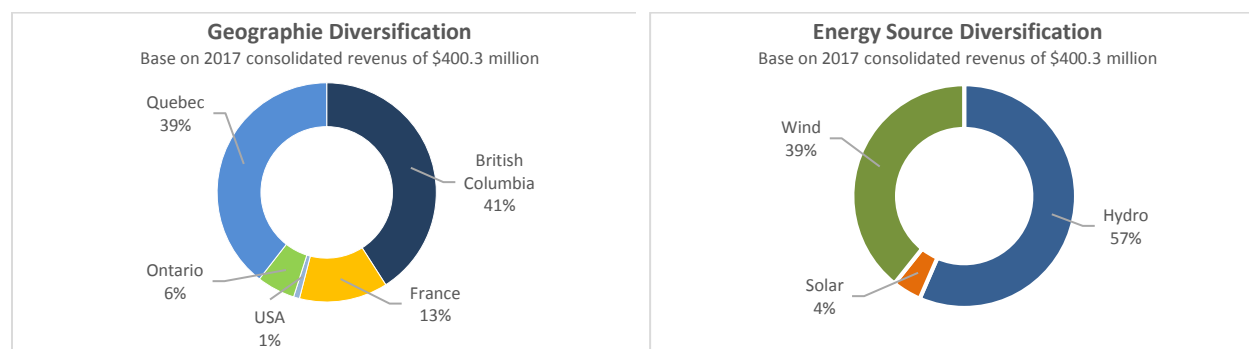 Geographie Diversification
Base on 2017 consolidated revenus of $400.3 million
Quebec
39%
British
Columbia
41%
Ontario
6%
USA
1%
France
13%
Energy Source Diversification
Base on 2017 consolidated revenus of $400.3 million
Wind
39%
Hydro
57%
Solar
4%